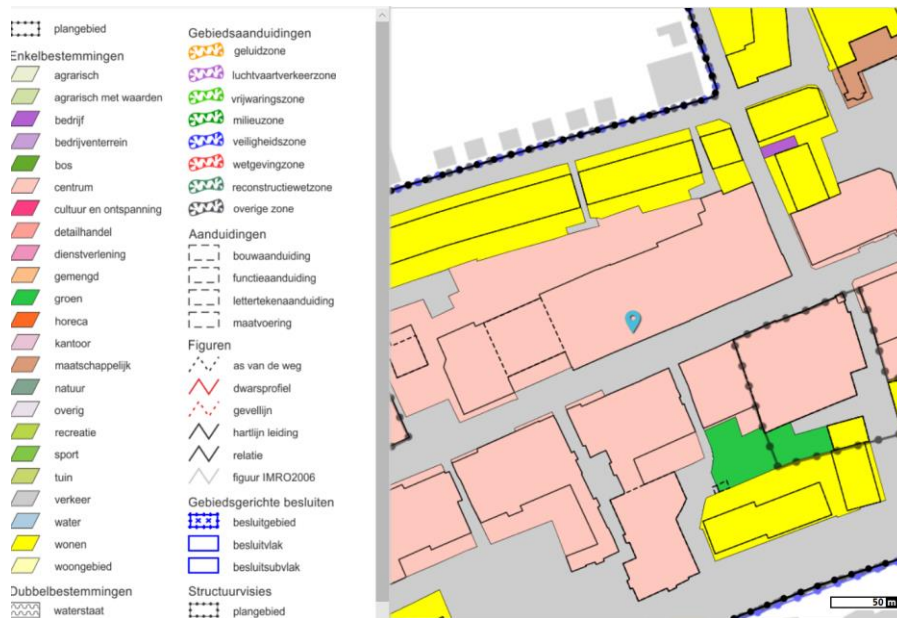 plangebied
Enkelbestemmingen
agrarisch
agrarisch met waarden
bedrijf
bedrijventerrein
bos
centrum
cultuur en ontspanning
detailhandel
dienstverlening
gemengd
groen
horeca
kantoor
maatschappelijk
natuur
overig
recreatie
sport
tuin
verkeer
water
wonen
woongebied
Dubbelbestemmingen
waterstaat
Gebiedsaanduidingen
geluidzone
luchtvaartverkeerzone
vrijwaringszone
milieuzone
veiligheidszone
wetgevingzone
reconstructiewetzone
overige zone
Aanduidingen
bouwaanduiding
functieaanduiding
lettertekenaanduiding
maatvoering
Figuren
as van de weg
dwarsprofiel
gevellijn
hartlijn leiding
relatie
figuur IMRO2006
Gebiedsgerichte besluiten
besluitgebied
besluitvlak
besluitsubvlak
Structuurvisies
plangebied
50 m